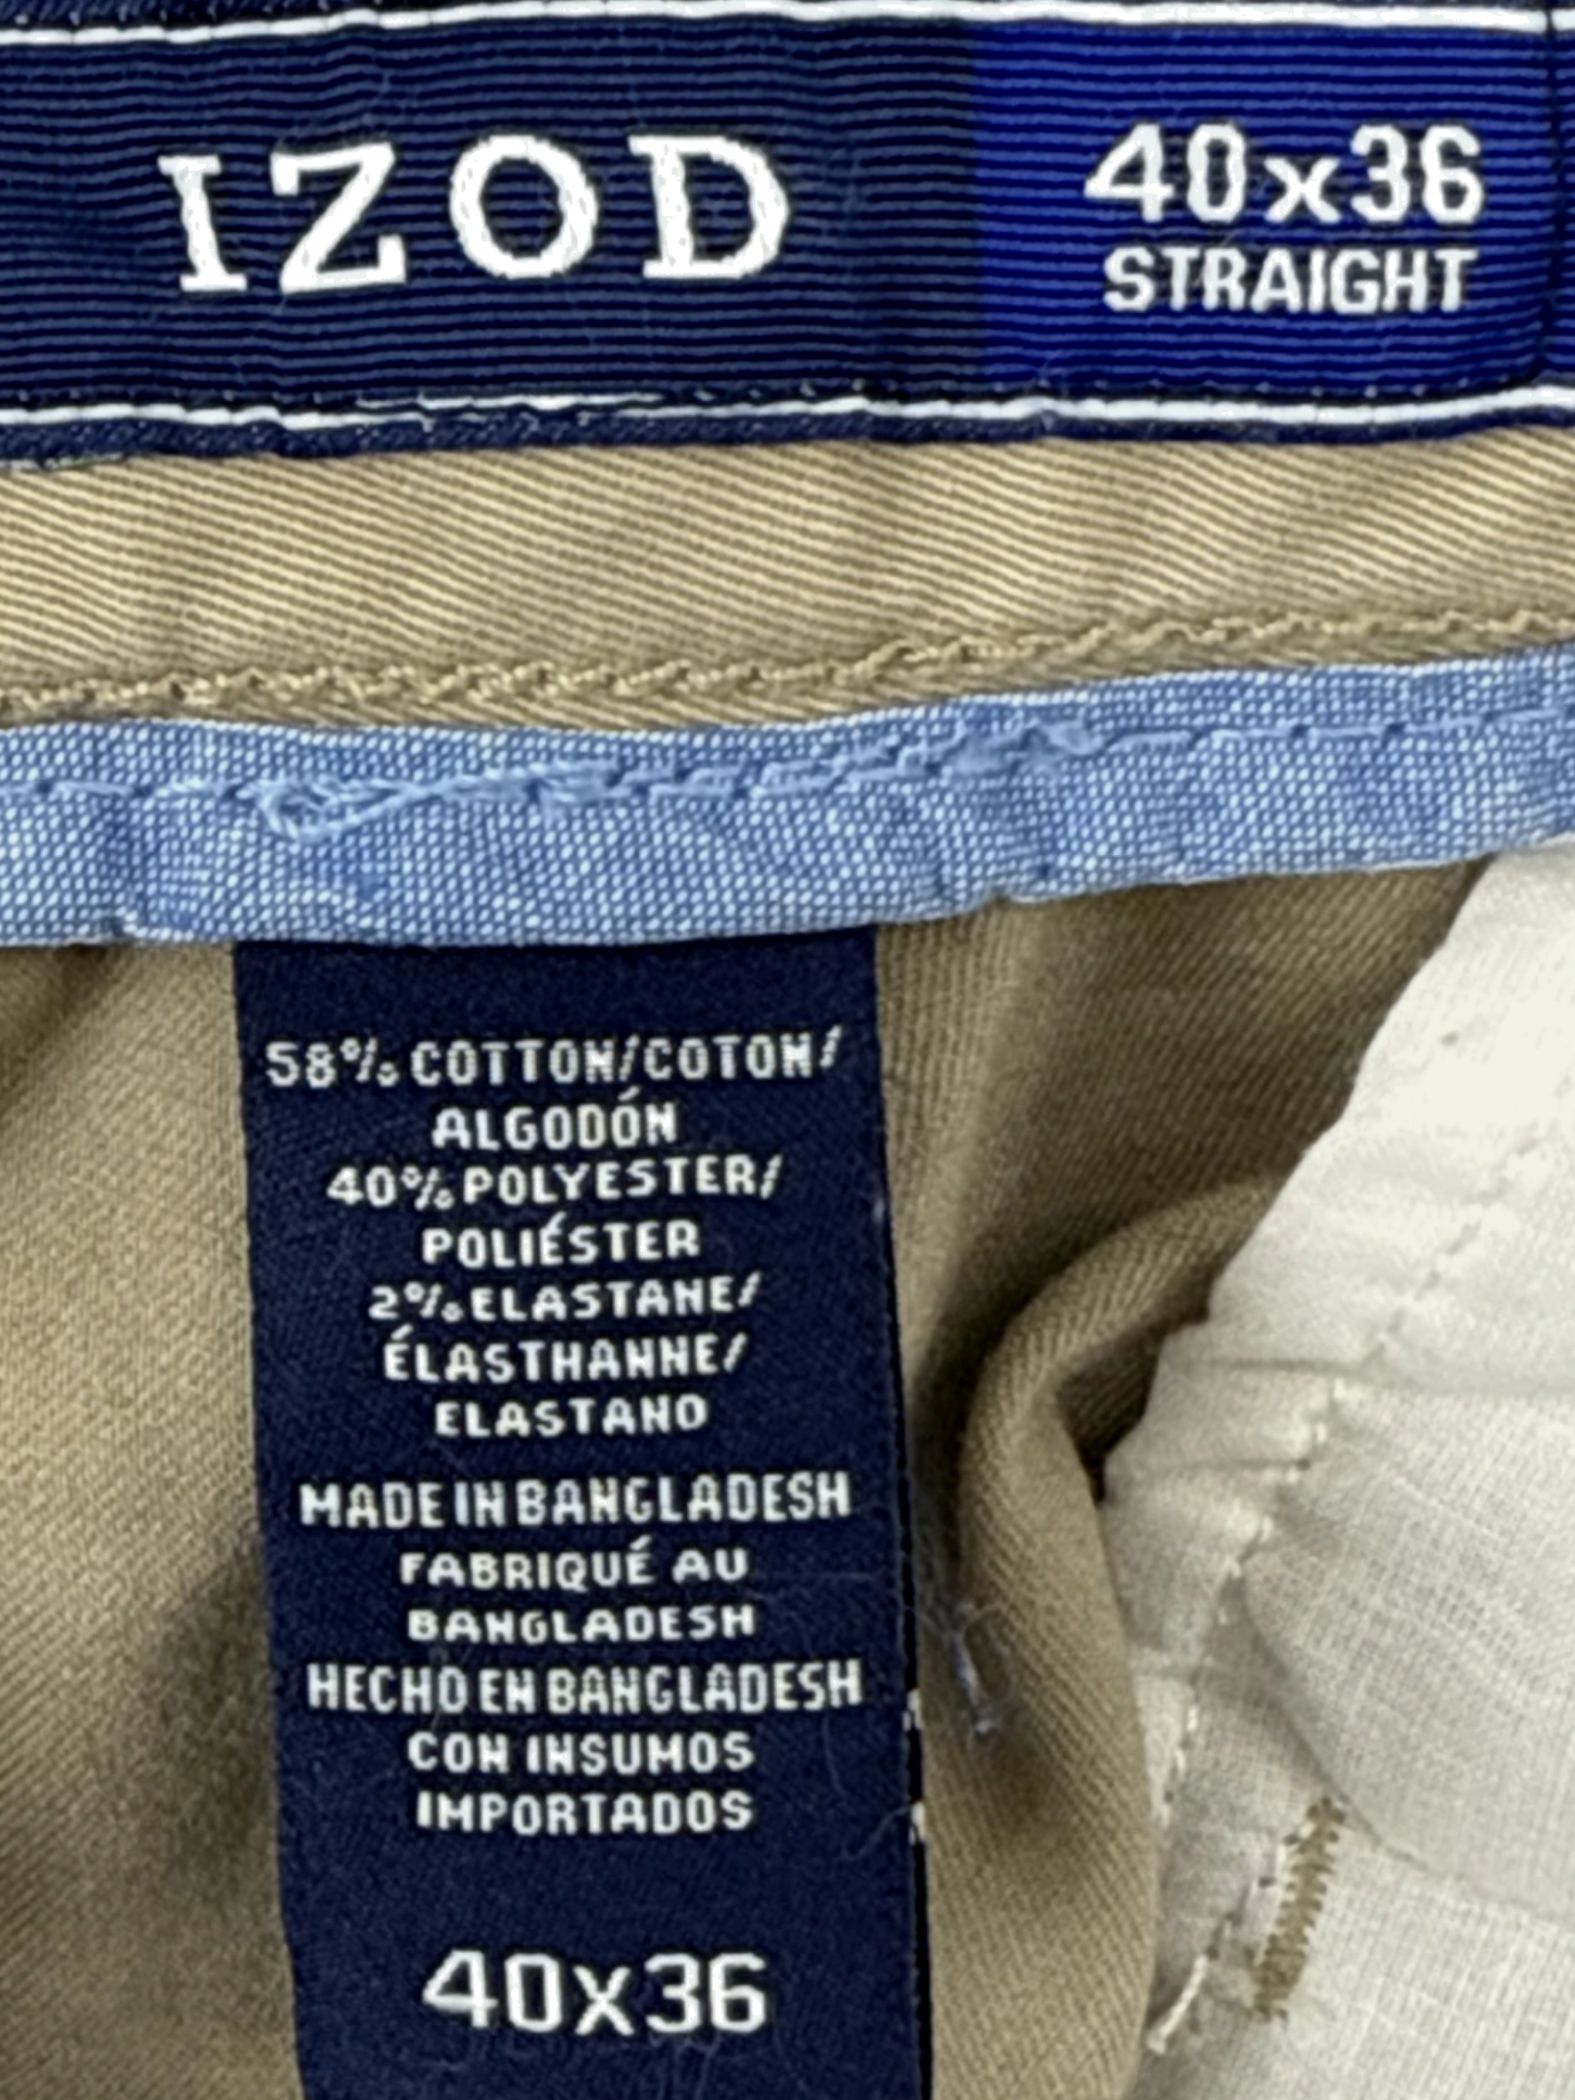 IZOD
40x36
STRAIGHT
58% COTTON/COTON/
ALGODÓN
40% POLYESTER/
POLIÉSTER
2% ELASTANE/
ÉLASTHANNE/
ELASTANO
MADE IN BANGLADESH
FABRIQUÉ AU
BANGLADESH
HECHO EN BANGLADESH
CON INSUMOS
IMPORTADOS
40x36